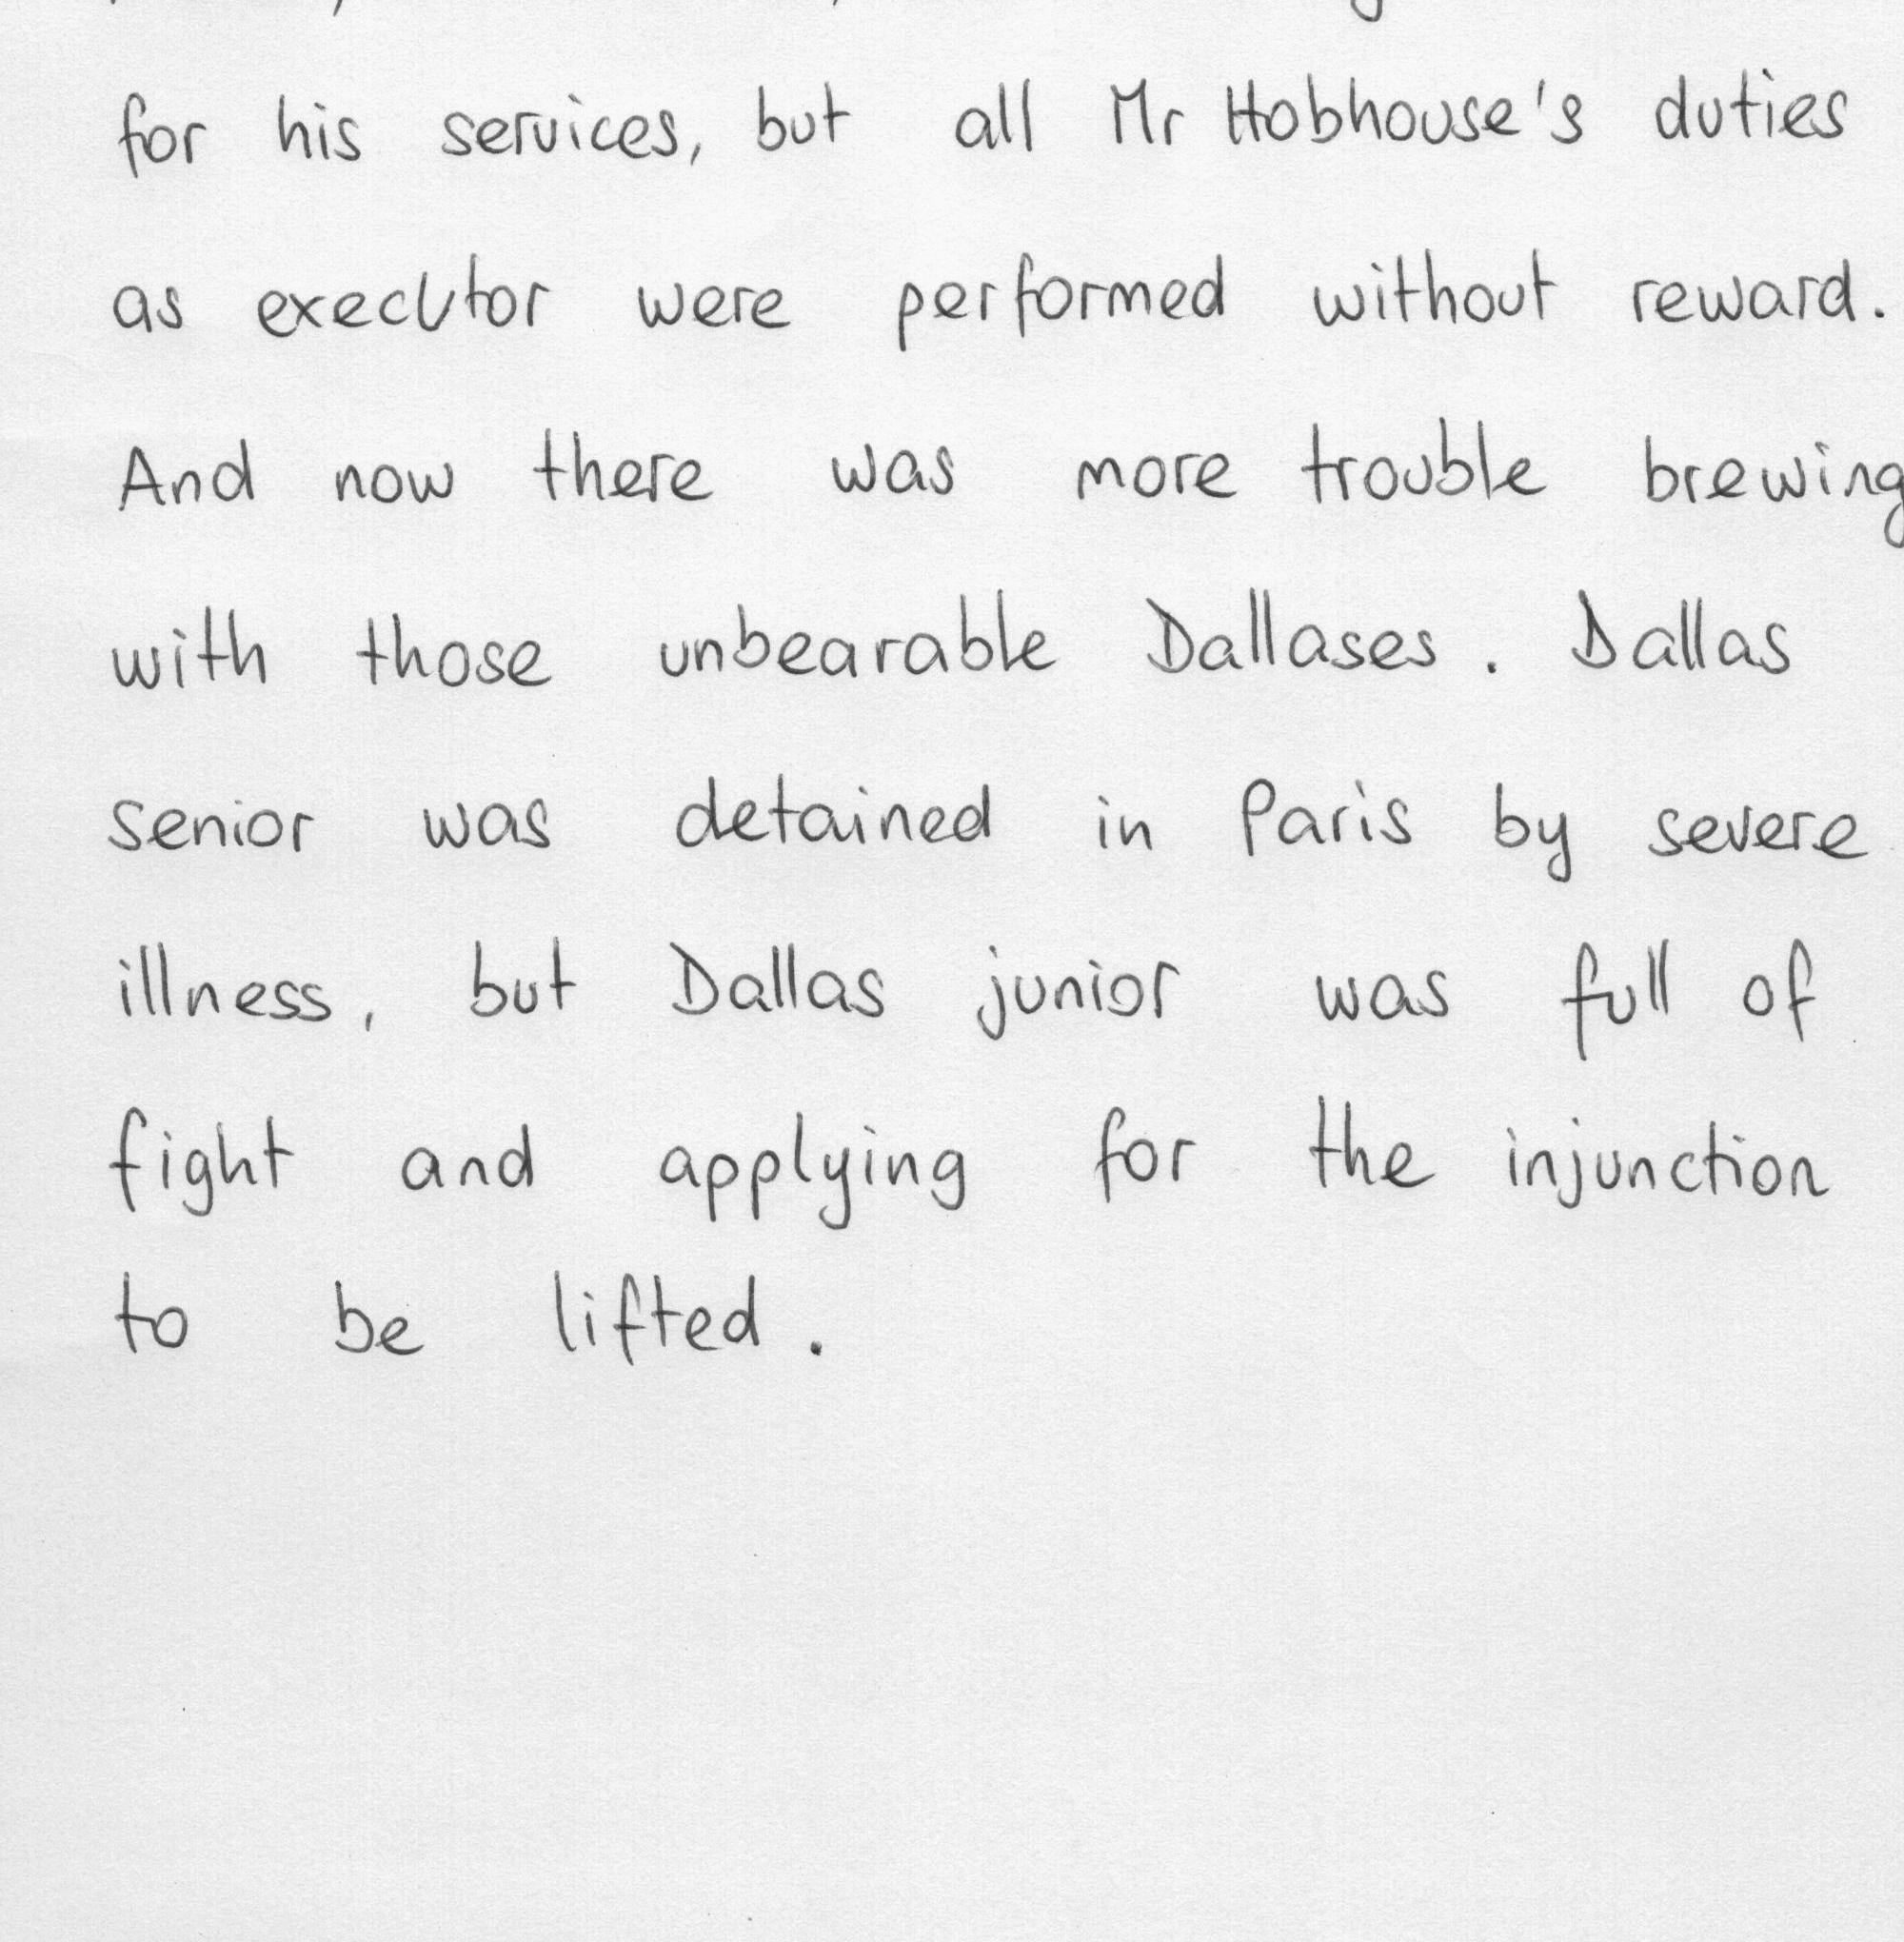 for his services, but all Mr Hobhouse's duties
as executor were performed without reward.
And now there was more trouble brewing
with those unbearable Dallases. Dallas
senior was detained in Paris by severe
illness, but Dallas junior was full of
fight and applying for the injunction
to be lifted.